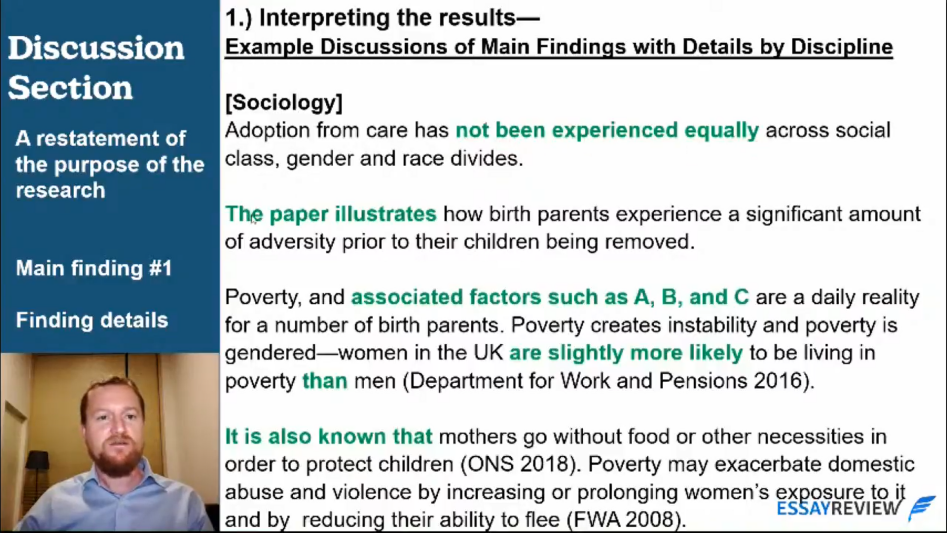 Discussion
Section
A restatement of
the purpose of the
research
Main finding #1
Finding details
1.) Interpreting the results—
Example Discussions of Main Findings with Details by Discipline
[Sociology]
Adoption from care has not been experienced equally across social
class, gender and race divides.
The paper illustrates how birth parents experience a significant amount
of adversity prior to their children being removed.
Poverty, and associated factors such as A, B, and C are a daily reality
for a number of birth parents. Poverty creates instability and poverty is
gendered—women in the UK are slightly more likely to be living in
poverty than men (Department for Work and Pensions 2016).
It is also known that mothers go without food or other necessities in
order to protect children (ONS 2018). Poverty may exacerbate domestic
abuse and violence by increasing or prolonging women's exposure to it
and by reducing their ability to flee (FWA 2008).
ESSAYREVIEW